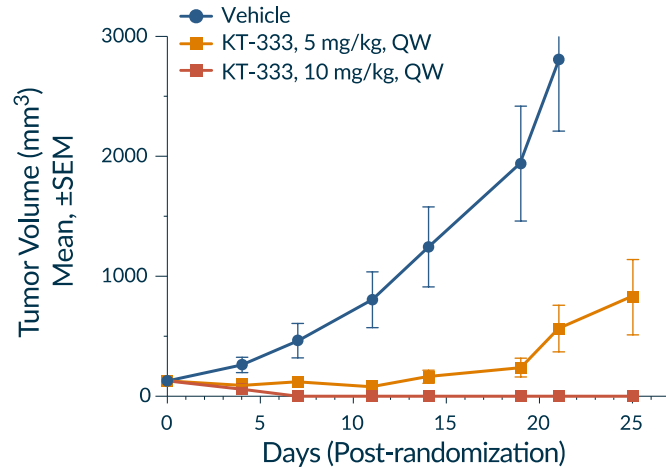 Vehicle
KT-333, 5 mg/kg, QW
KT-333, 10 mg/kg, QW
3000
2000
1000
0
Tumor Volume (mm³)
Mean, ±SEM
0 5 10 15 20 25
Days (Post-randomization)